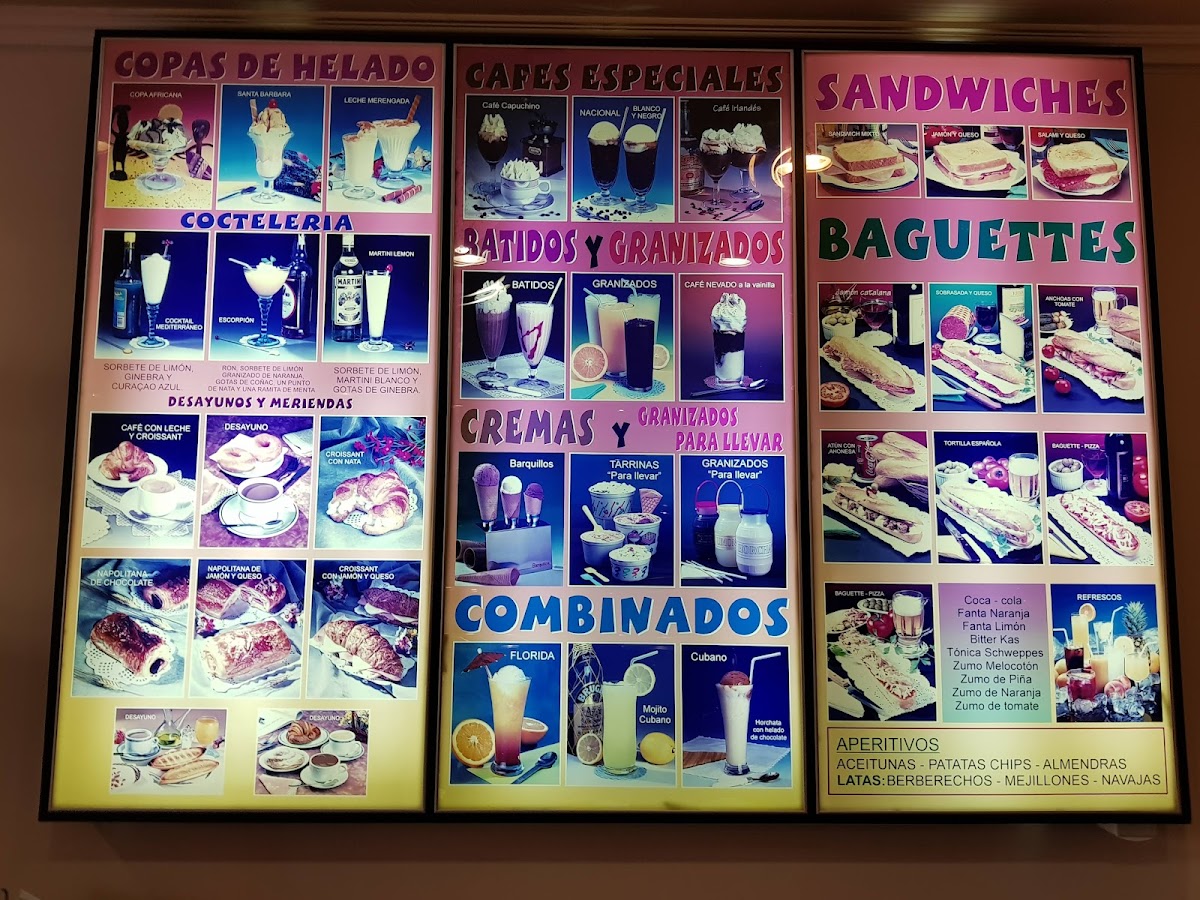 COPAS DE HELADO
COPA AFRICANA
SANTA BARBARA
LECHE MERENGADA
COCTELERIA
COCKTAIL
MEDITERRÁNEO
ESCORPIÓN
MARTINI
MARTINI LEMON
SORBETE DE LIMÓN,
GINEBRA Y
CURAÇAO AZUL.
RON, SORBETE DE LIMÓN
GRANIZADO DE NARANJA,
GOTAS DE COÑAC, UN PUNTO
DE NATA Y UNA RAMITA DE MENTA.
SORBETE DE LIMÓN,
MARTINI BLANCO Y
GOTAS DE GINEBRA.
DESAYUNOS Y MERIENDAS
CAFÉ CON LECHE
Y CROISSANT
DESAYUNO
CROISSANT
CON NATA
NAPOLITANA
DE CHOCOLATE
NAPOLITANA DE
JAMÓN Y QUESO
CROISSANT
CON JAMÓN Y QUESO
DESAYUNO
DESAYUNO
CAFES ESPECIALES
Café Capuchino
NACIONAL
BLANCO
Y NEGRO
Café Irlandés
BATIDOS Y GRANIZADOS
BATIDOS
GRANIZADOS
CAFÉ NEVADO a la vainilla
CREMAS Y GRANIZADOS
PARA LLEVAR
Barquillos
TARRINAS
"Para llevar"
GRANIZADOS
"Para llevar"
COMBINADOS
FLORIDA
Mojito
Cubano
Cubano
Horchata
con helado
de chocolate
SANDWICHES
SANDWICH MIXTO
JAMÓN Y QUESO
SALAMI Y QUESO
BAGUETTES
Jamón catalana
SOBRASADA Y QUESO
ANCHOAS CON
TOMATE
ATÚN CON
TORTILLA ESPAÑOLA
BAGUETTE - PIZZA
BAGUETTE - PIZZA
Coca - cola
Fanta Naranja
Fanta Limón
Bitter Kas
Tónica Schweppes
Zumo Melocotón
Zumo de Piña
Zumo de Naranja
Zumo de tomate
REFRESCOS
APERITIVOS
ACEITUNAS - PATATAS CHIPS - ALMENDRAS
LATAS: BERBERECHOS - MEJILLONES - NAVAJAS